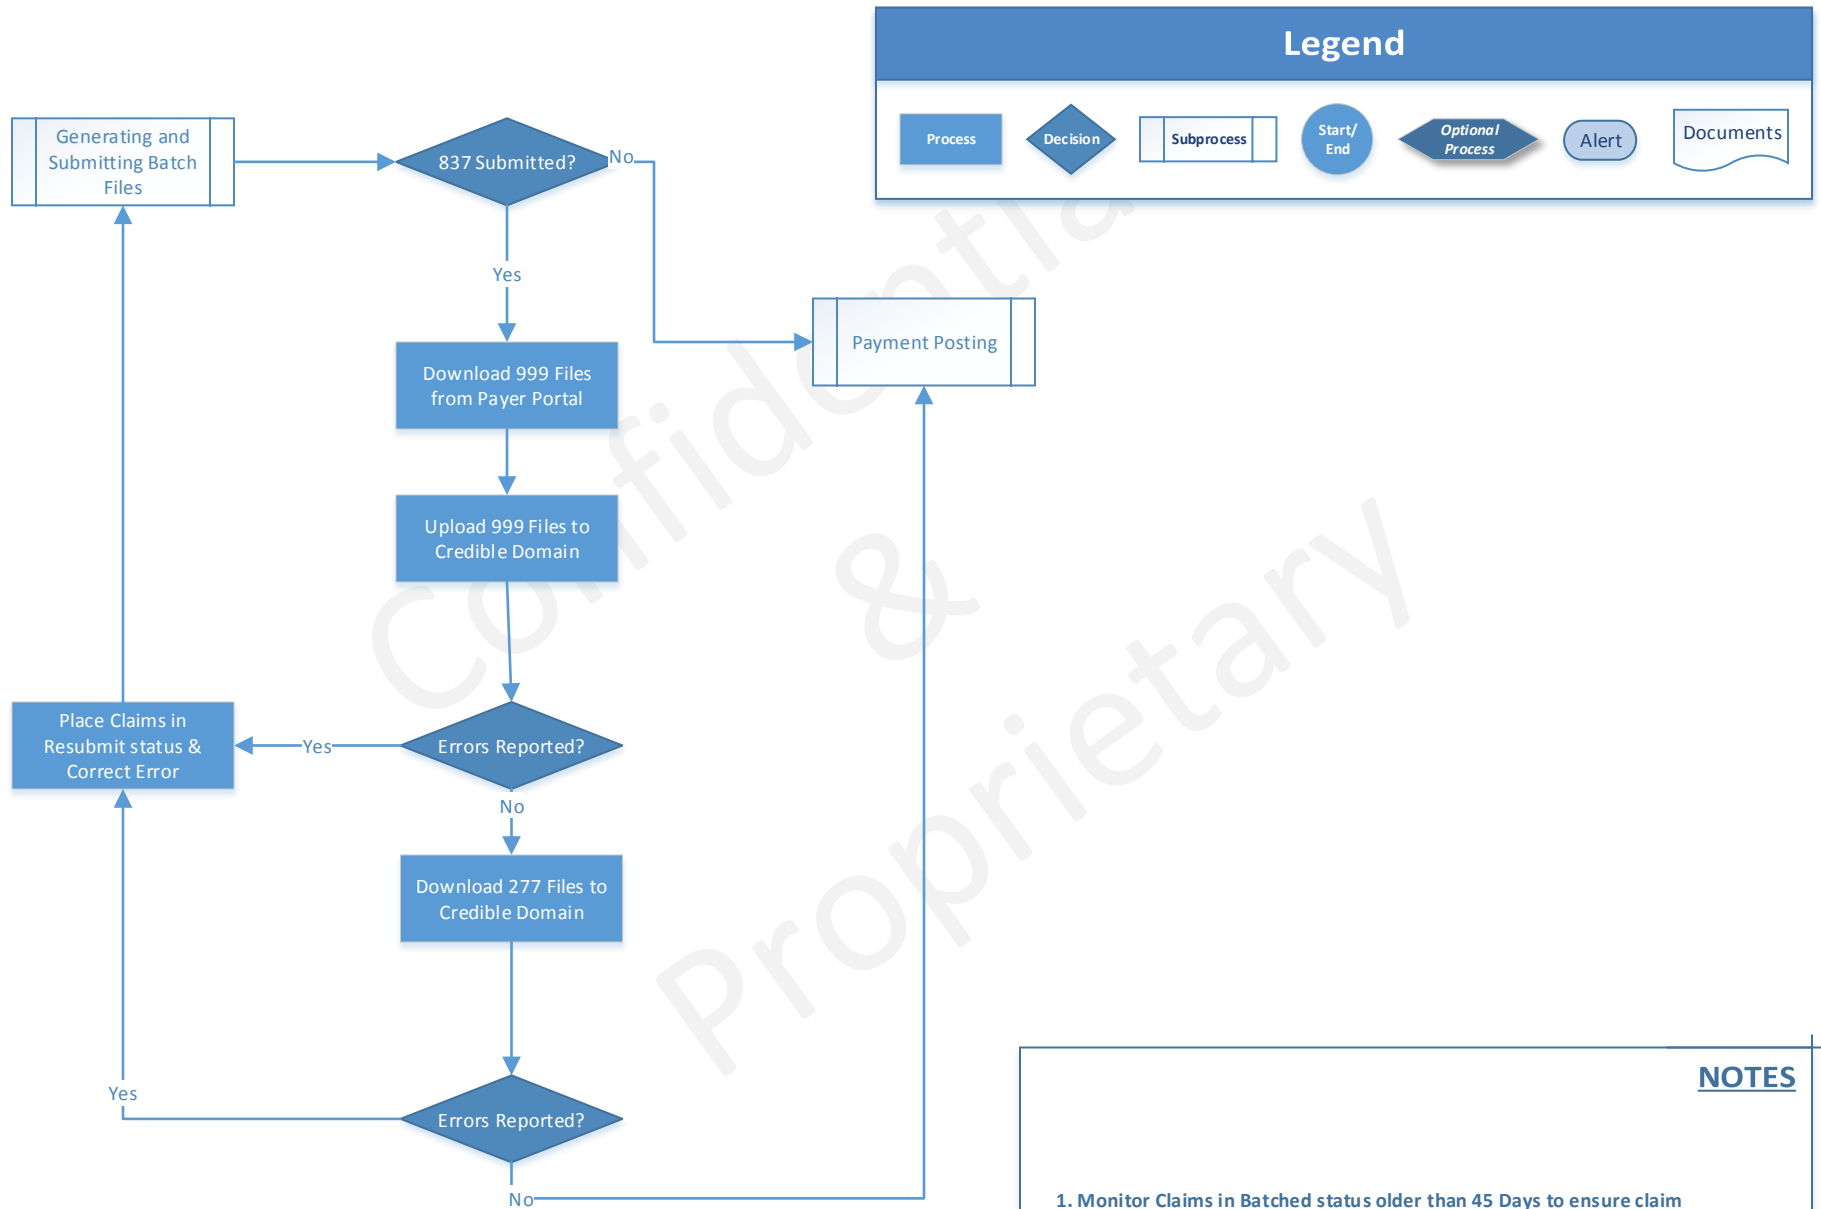 Legend
Process
Decision
Subprocess
Start/
End
Optional
Process
Alert
Documents
Generating and
Submitting Batch
Files
837 Submitted?
No
Yes
Payment Posting
Download 999 Files
from Payer Portal
Upload 999 Files to
Credible Domain
Place Claims in
Resubmit status &
Correct Error
Yes
Errors Reported?
No
Download 277 Files to
Credible Domain
Yes
Errors Reported?
No
NOTES
1. Monitor Claims in Batched status older than 45 Days to ensure claim
Confidential
&
Proprietary